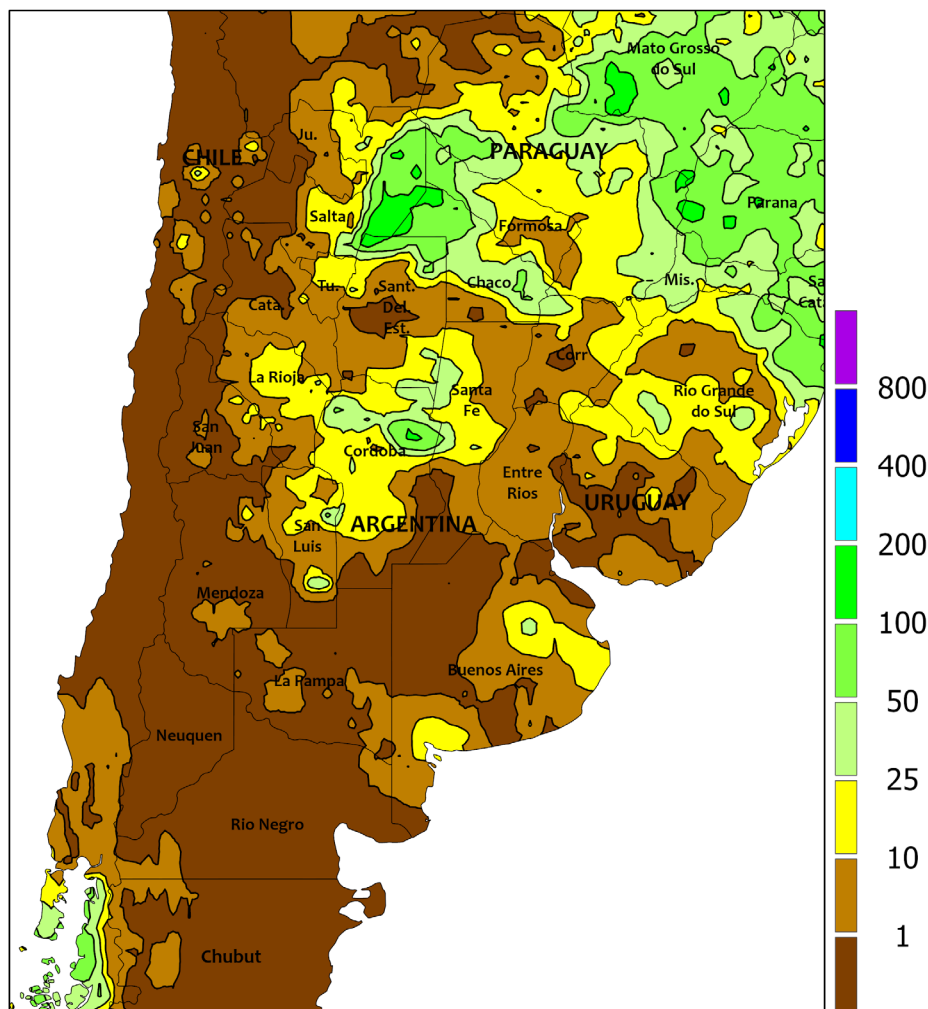 Mato Grosso
do Sul
Ju.
CHILE
PARAGUAY
Parana
Salta
Formosa
Tu.
Sant.
Del.
Est.
Chaco
Mis.
Sa
Cata
Cata.
Corr
La Rioja
Santa
Fe
Rio Grande
do Sul
San
Juan
Cordoba
Entre
Rios
URUGUAY
ARGENTINA
San
Luis
Mendoza
Buenos Aires
La Pampa
Neuquen
Rio Negro
Chubut
800
400
200
100
50
25
10
1